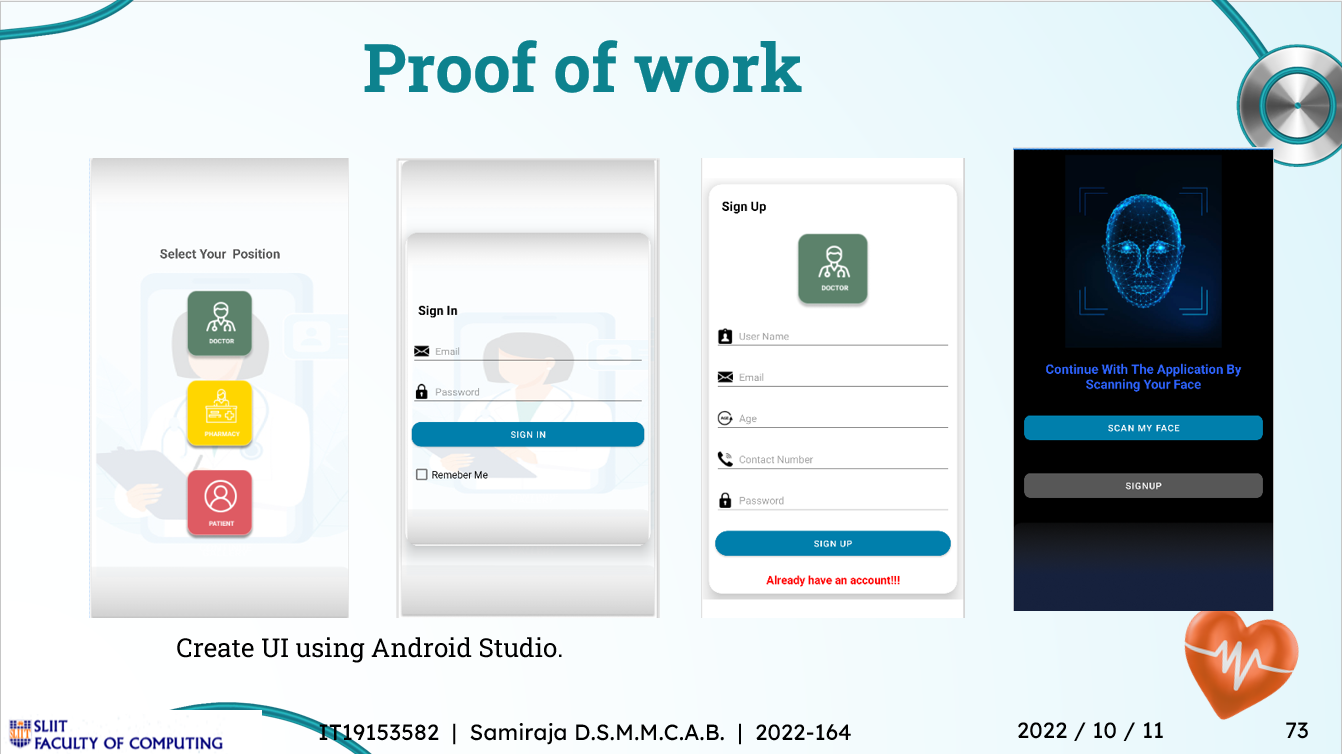 Proof of work
Select Your Position
DOCTOR
PHARMACY
PATIENT
Sign In
Email
Password
SIGN IN
Remeber Me
Sign Up
DOCTOR
User Name
Email
AGE
Age
Contact Number
Password
SIGN UP
Already have an account!!!
Continue With The Application By
Scanning Your Face
SCAN MY FACE
SIGNUP
Create UI using Android Studio.
SLIIT
FACULTY OF COMPUTING
IT19153582 | Samiraja D.S.M.M.C.A.B. | 2022-164
2022 / 10 / 11
73